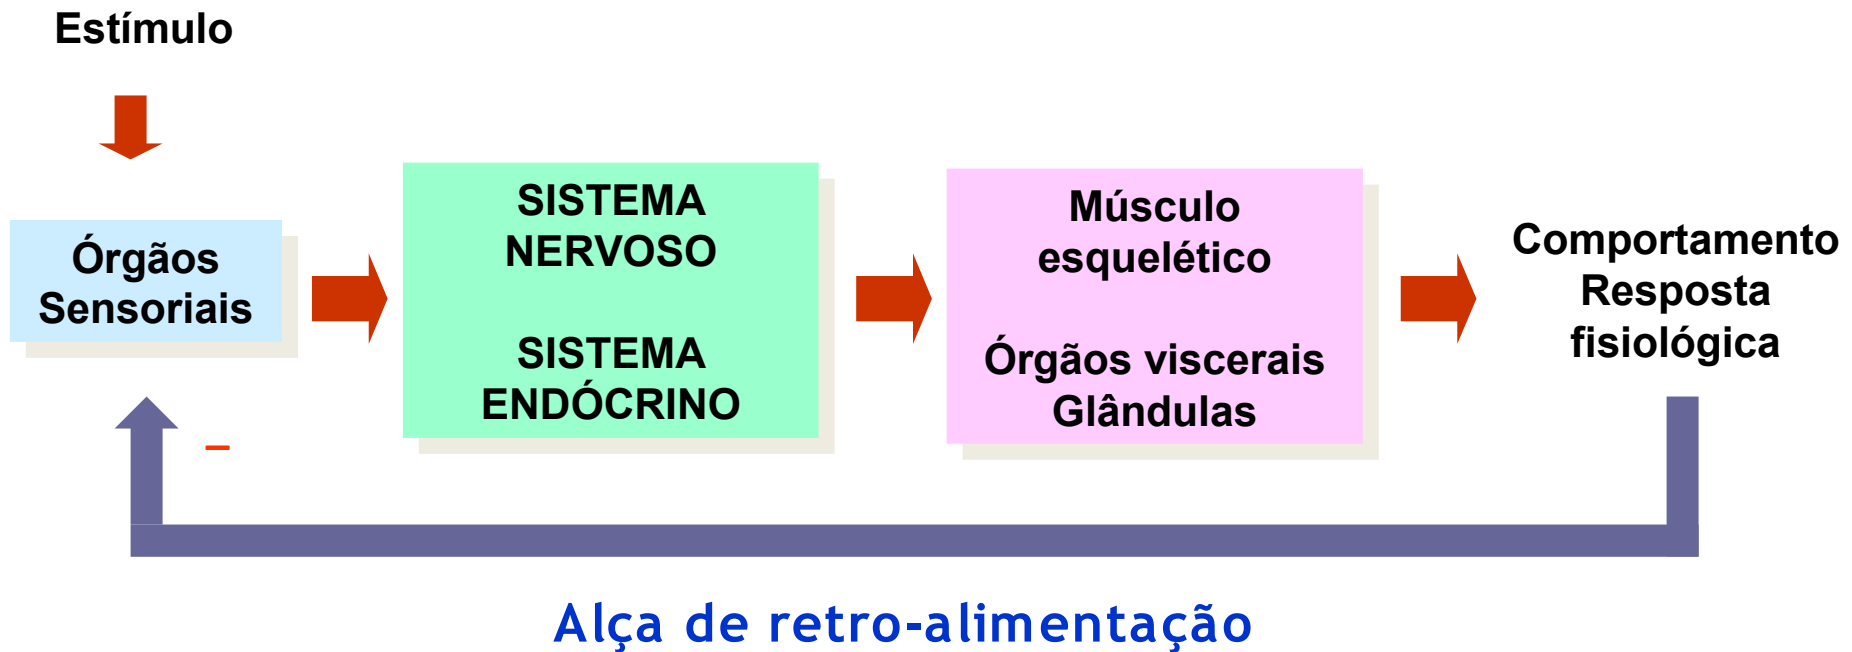 Estímulo
Órgãos
Sensoriais
SISTEMA
NERVOSO
SISTEMA
ENDÓCRINO
Músculo
esquelético
Órgãos viscerais
Glândulas
Comportamento
Resposta
fisiológica
–
Alça de retro-alimentação